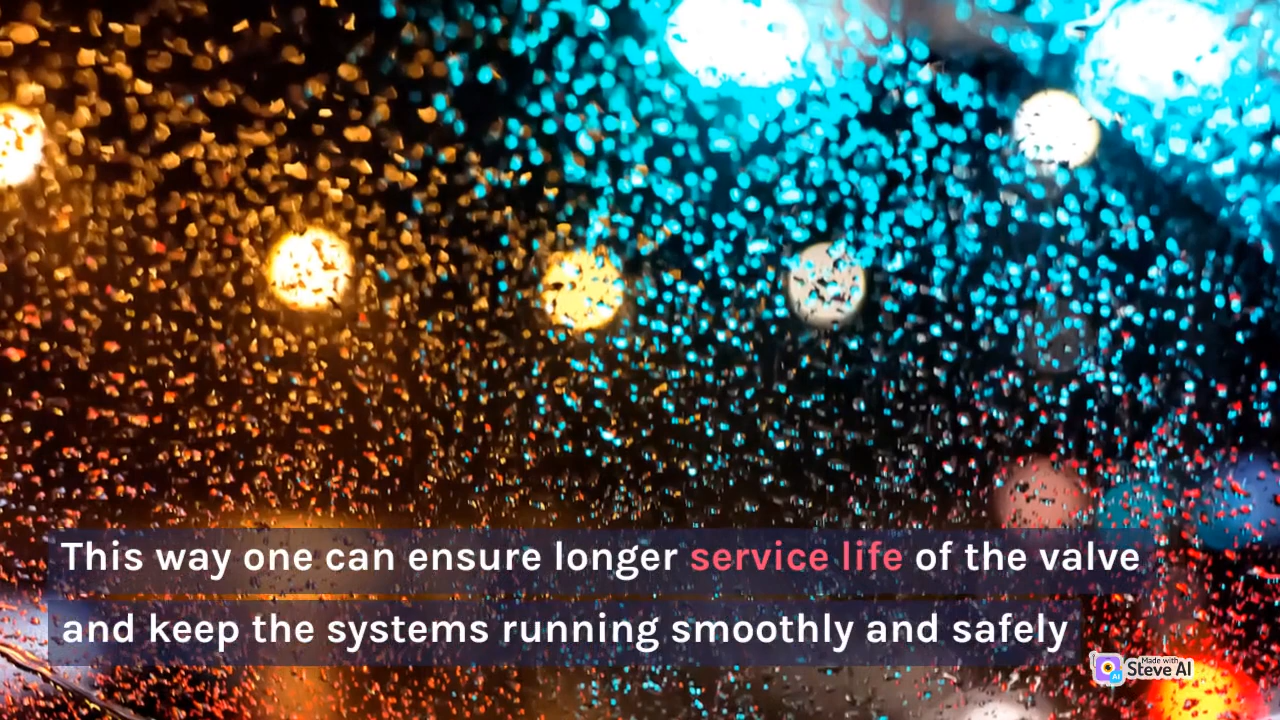 This way one can ensure longer service life of the valve
and keep the systems running smoothly and safely
Made with
Steve AI
AI